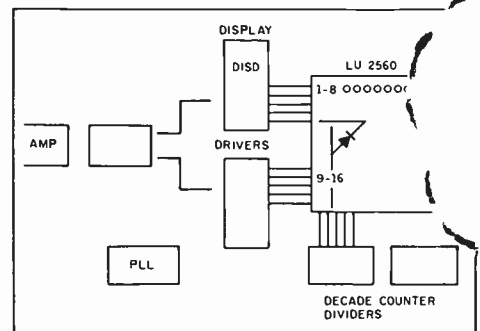 DISPLAY
DISD
LU 2560
1-8
AMP
DRIVERS
9-16
PLL
DECADE COUNTER
DIVIDERS